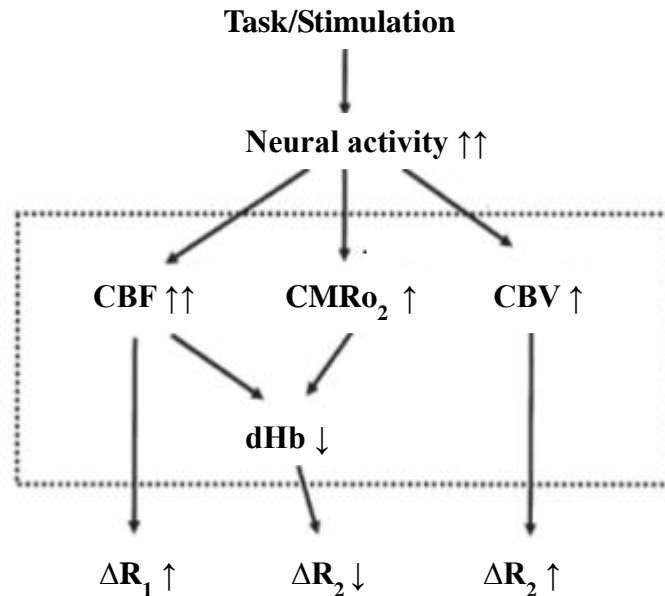 Task/Stimulation
Neural activity ↑↑
CBF ↑↑ CMRo₂ ↑ CBV ↑
dHb ↓
ΔR₁ ↑ ΔR₂ ↓ ΔR₂ ↑